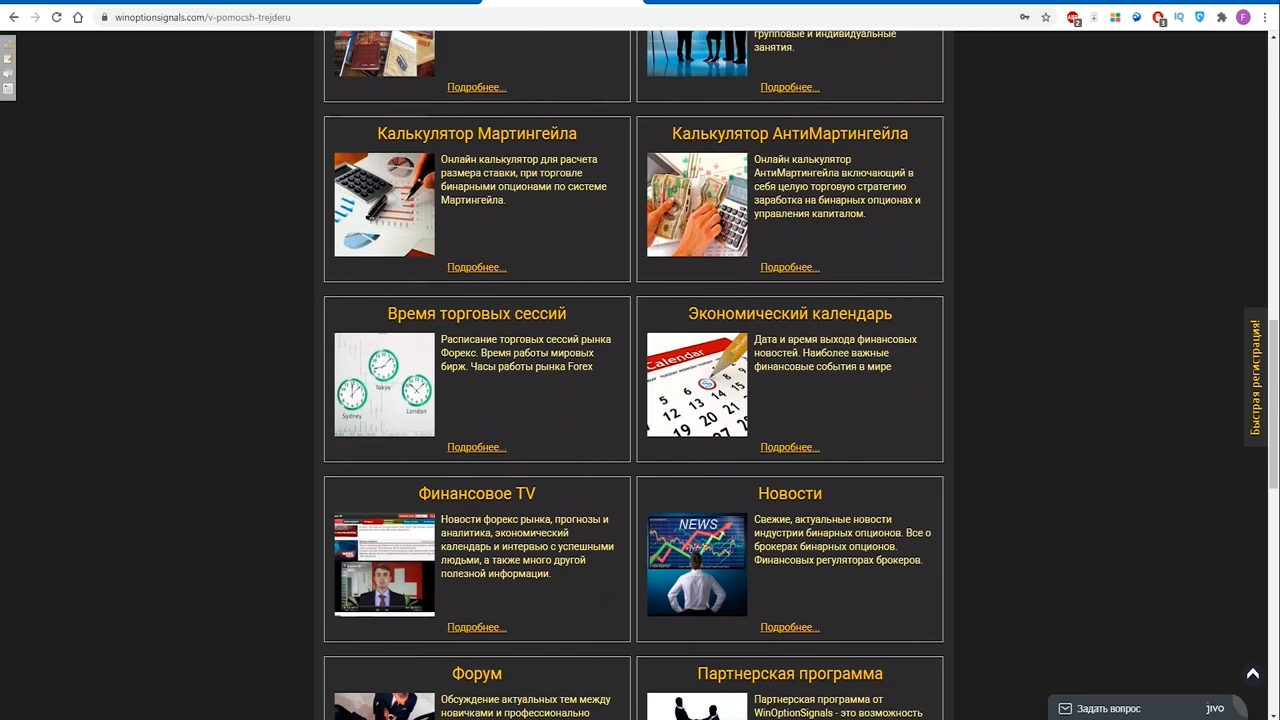 winoptionsignals.com/v-pomocsh-trejderu
групповые и индивидуальные
занятия.
Подробнее...
Подробнее...
Калькулятор Мартингейла
Онлайн калькулятор для расчета
размера ставки, при торговле
бинарными опционами по системе
Мартингейла.
Подробнее...
Калькулятор АнтиМартингейла
Онлайн калькулятор
АнтиМартингейла включающий в
себя целую торговую стратегию
заработка на бинарных опционах и
управления капиталом.
Подробнее...
Время торговых сессий
Tokyo
Sydney
London
Расписание торговых сессий рынка
Форекс. Время работы мировых
бирж. Часы работы рынка Forex
Подробнее...
Экономический календарь
Calendar
Дата и время выхода финансовых
новостей. Наиболее важные
финансовые события в мире
Подробнее...
Быстрая регистрация!
Финансовое TV
Новости форекс рынка, прогнозы и
аналитика, экономический
календарь и интервью успешными
людьми, а также много другой
полезной информации.
Подробнее...
Новости
NEWS
Свежие, актуальные новости
индустрии бинарных опционов. Все о
брокерах бинарных опционов.
Финансовых регуляторах брокеров.
Подробнее...
Форум
Обсуждение актуальных тем между
новичками и профессионально
Партнерская программа
Партнерская программа от
WinOptionSignals - это возможность
Задать вопрос
jivo